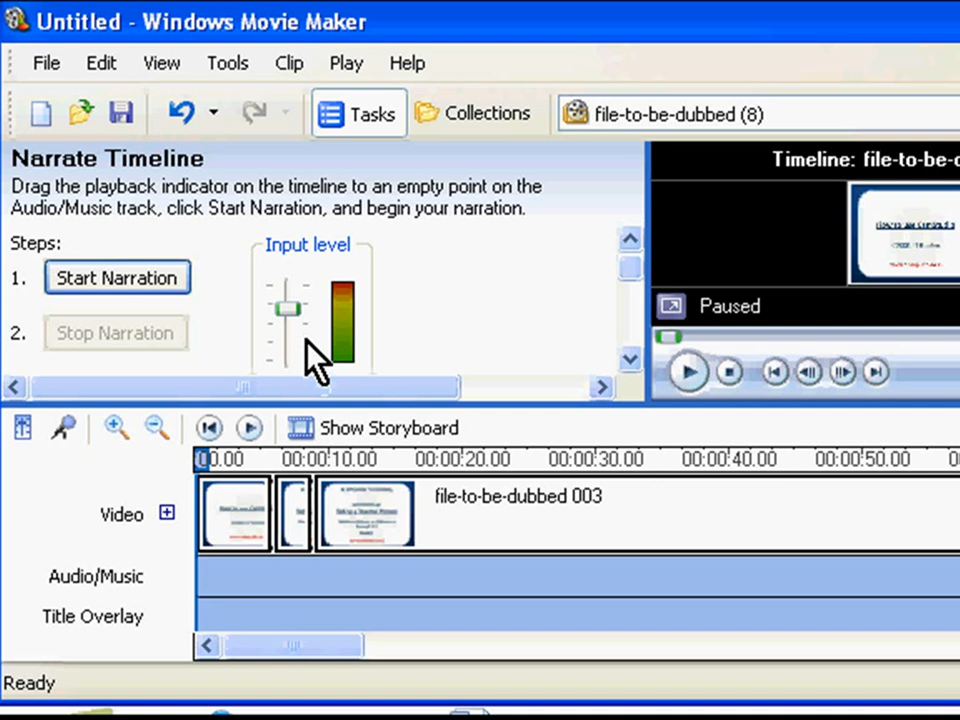 Untitled - Windows Movie Maker
File Edit View Tools Clip Play Help
Tasks Collections file-to-be-dubbed (8)
Narrate Timeline
Drag the playback indicator on the timeline to an empty point on the
Audio/Music track, click Start Narration, and begin your narration.
Steps:
Input level
1. Start Narration
2. Stop Narration
Timeline: file-to-be-d
Paused
Show Storyboard
0.00 00:00:10.00 00:00:20.00 00:00:30.00 00:00:40.00 00:00:50.00
Video
file-to-be-dubbed 003
Audio/Music
Title Overlay
Ready